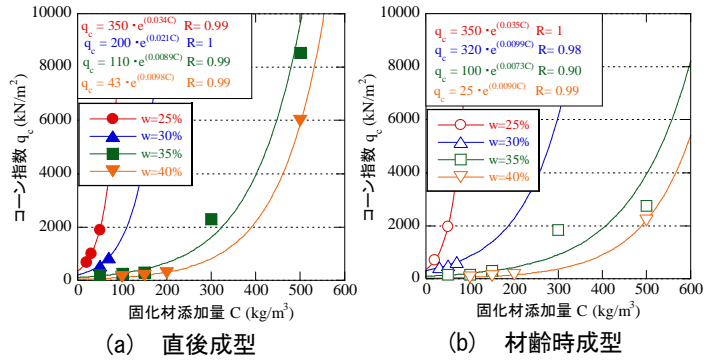 q_c = 350・e^(0.034C) R= 0.99
q_c = 200・e^(0.021C) R= 1
q_c = 110・e^(0.0089C) R= 0.99
q_c = 43・e^(0.0098C) R= 0.99
w=25%
w=30%
w=35%
w=40%
コーン指数 q_c (kN/m²)
10000
8000
6000
4000
2000
0
0 100 200 300 400 500 600
固化材添加量 C (kg/m³)
(a) 直後成型
q_c = 350・e^(0.035C) R= 1
q_c = 320・e^(0.0099C) R= 0.98
q_c = 100・e^(0.0073C) R= 0.90
q_c = 25・e^(0.0090C) R= 0.99
w=25%
w=30%
w=35%
w=40%
コーン指数 q_c (kN/m²)
10000
8000
6000
4000
2000
0
0 100 200 300 400 500 600
固化材添加量 C (kg/m³)
(b) 材齢時成型